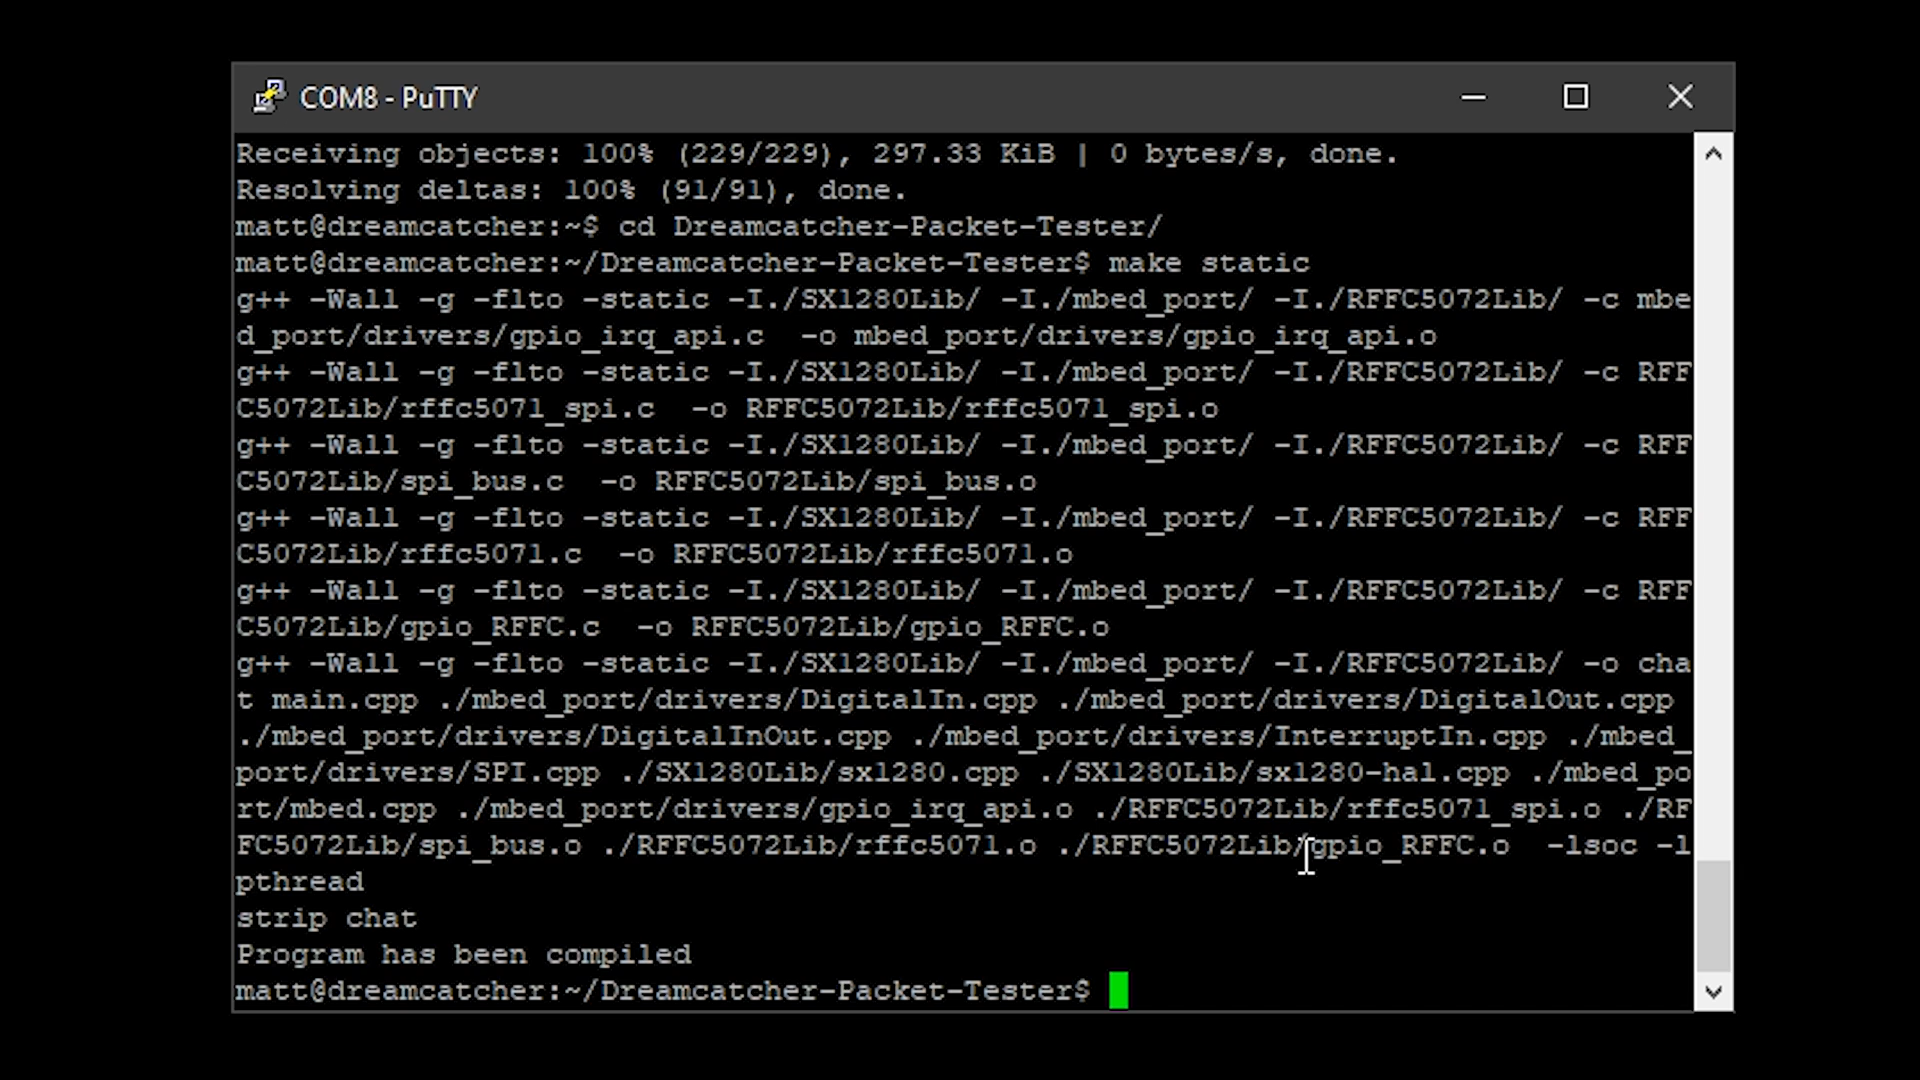 COM8 - PuTTY
Receiving objects: 100% (229/229), 297.33 KiB | 0 bytes/s, done.
Resolving deltas: 100% (91/91), done.
matt@dreamcatcher:~$ cd Dreamcatcher-Packet-Tester/
matt@dreamcatcher:~/Dreamcatcher-Packet-Tester$ make static
g++ -Wall -g -flto -static -I./SX1280Lib/ -I./mbed_port/ -I./RFFC5072Lib/ -c mbe
d_port/drivers/gpio_irq_api.c  -o mbed_port/drivers/gpio_irq_api.o
g++ -Wall -g -flto -static -I./SX1280Lib/ -I./mbed_port/ -I./RFFC5072Lib/ -c RFF
C5072Lib/rffc5071_spi.c  -o RFFC5072Lib/rffc5071_spi.o
g++ -Wall -g -flto -static -I./SX1280Lib/ -I./mbed_port/ -I./RFFC5072Lib/ -c RFF
C5072Lib/spi_bus.c  -o RFFC5072Lib/spi_bus.o
g++ -Wall -g -flto -static -I./SX1280Lib/ -I./mbed_port/ -I./RFFC5072Lib/ -c RFF
C5072Lib/rffc5071.c  -o RFFC5072Lib/rffc5071.o
g++ -Wall -g -flto -static -I./SX1280Lib/ -I./mbed_port/ -I./RFFC5072Lib/ -c RFF
C5072Lib/gpio_RFFC.c  -o RFFC5072Lib/gpio_RFFC.o
g++ -Wall -g -flto -static -I./SX1280Lib/ -I./mbed_port/ -I./RFFC5072Lib/ -o cha
t main.cpp ./mbed_port/drivers/DigitalIn.cpp ./mbed_port/drivers/DigitalOut.cpp
./mbed_port/drivers/DigitalInOut.cpp ./mbed_port/drivers/InterruptIn.cpp ./mbed_
port/drivers/SPI.cpp ./SX1280Lib/sx1280.cpp ./SX1280Lib/sx1280-hal.cpp ./mbed_po
rt/mbed.cpp ./mbed_port/drivers/gpio_irq_api.o ./RFFC5072Lib/rffc5071_spi.o ./RF
FC5072Lib/spi_bus.o ./RFFC5072Lib/rffc5071.o ./RFFC5072Lib/gpio_RFFC.o  -lsoc -l
pthread
strip chat
Program has been compiled
matt@dreamcatcher:~/Dreamcatcher-Packet-Tester$